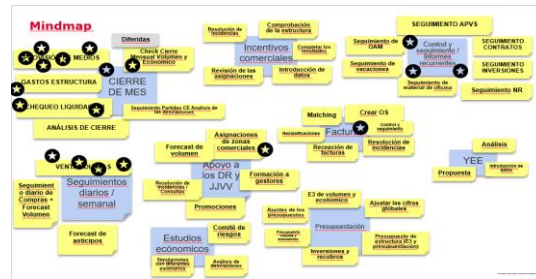 Mindmap
Diferidas
MEDIOS
Check Cierre
Mensual Volumen y
Económico
GASTOS ESTRUCTURA
CIERRE
DE MES
CHEQUEO LIQUIDA
ANÁLISIS DE CIERRE
Seguimiento Partidas CE Analisis de
las desviaciones
Resolución de
incidencias
Comprobación
de la estructura
Incentivos
comerciales
Completar los
resultados
Revisión de las
asignaciones
Introducción de
datos
SEGUIMIENTO APVS
Seguimiento de
OAM
Control y
seguimiento /
Informes
recurrentes
SEGUIMIENTO
CONTRATOS
Seguimiento de
vacaciones
SEGUIMIENTO
INVERSIONES
Seguimiento de
material de oficina
Seguimiento NR
Matching
Crear OS
Reclasificaciones
Control y
seguimiento
Recepción de
facturas
Resolución de
incidencias
Asignaciones
de zonas
comerciales
Forecast de
volumen
Apoyo a
los DR y
JJVV
Formación a
gestores
Resolución de
incidencias /
Consultas
Promociones
Análisis
YEE
Propuesta
Introducción de
datos
Seguimientos
diarios /
semanal
Seguimient
o diario de
Compras +
Forecast Volumen
Forecast de
anticipos
Estudios
ecónomicos
Comité de
riesgos
Simulaciones
con diferentes
escenarios
Análisis de
desviaciones
E3 de volumen y
económico
Ajustes de los
presupuestos
Ajustar las cifras
globales
Presupuestación
Presupuesto de
estructura (E3 y
presupuestación)
Inversiones y
recobros